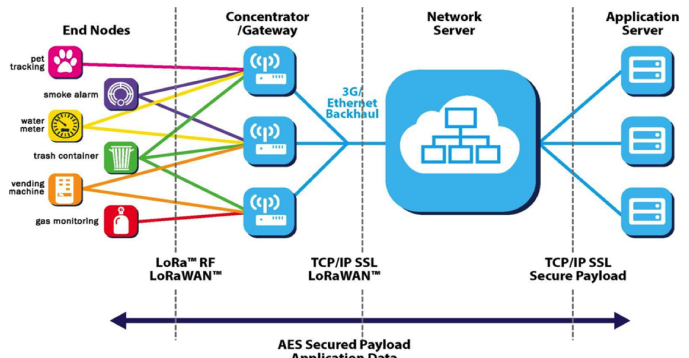 End Nodes
Concentrator
/Gateway
Network
Server
Application
Server
pet
tracking
smoke alarm
water
meter
trash container
vending
machine
gas monitoring
3G/
Ethernet
Backhaul
LoRa™ RF
LoRaWAN™
TCP/IP SSL
LoRaWAN™
TCP/IP SSL
Secure Payload
AES Secured Payload
Application Data